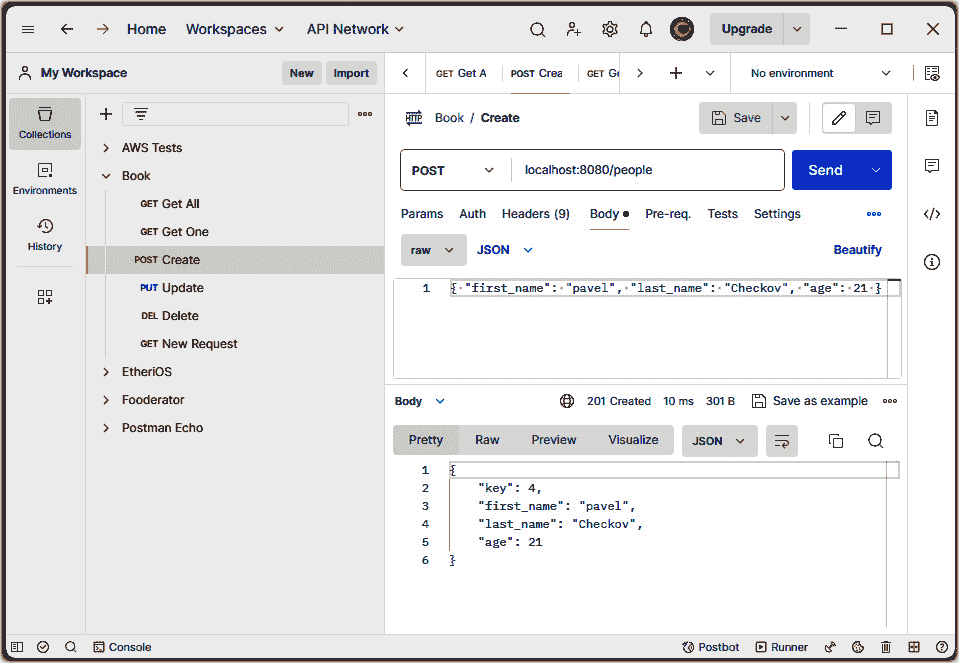 Home Workspaces API Network Upgrade
My Workspace New Import GET Get A POST Crea GET Ge No environment
Collections
Environments
History
AWS Tests
Book
GET Get All
GET Get One
POST Create
PUT Update
DEL Delete
GET New Request
EtheriOS
Fooderator
Postman Echo
HTTP Book / Create Save
POST localhost:8080/people Send
Params Auth Headers (9) Body Pre-req. Tests Settings
raw JSON Beautify
1 { "first_name": "pavel", "last_name": "Checkov", "age": 21 }
Body 201 Created 10 ms 301 B Save as example
Pretty Raw Preview Visualize JSON
1 {
2 "key": 4,
3 "first_name": "pavel",
4 "last_name": "Checkov",
5 "age": 21
6 }
Console Postbot Runner